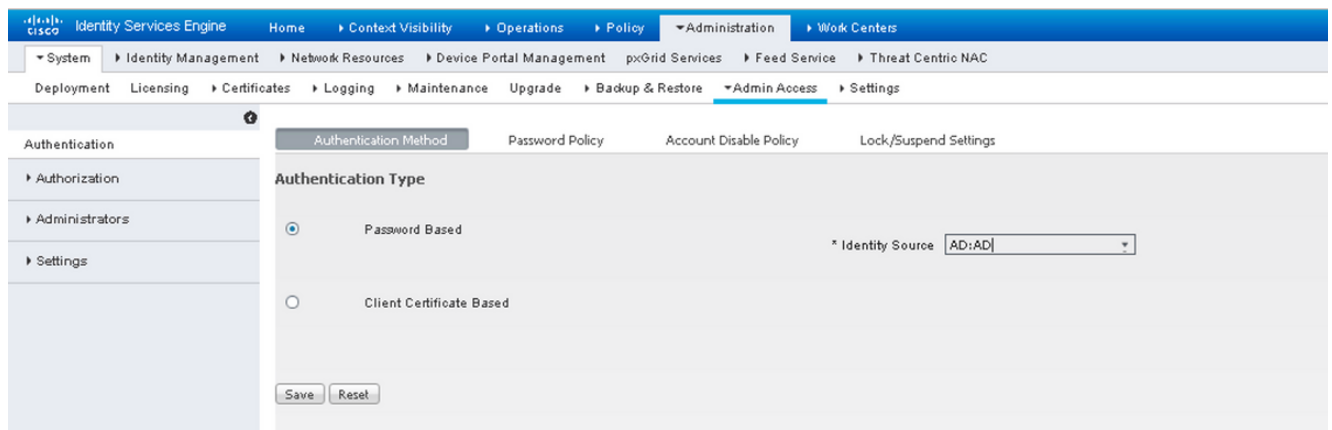 cisco Identity Services Engine Home Context Visibility Operations Policy Administration Work Centers
System Identity Management Network Resources Device Portal Management pxGrid Services Feed Service Threat Centric NAC
Deployment Licensing Certificates Logging Maintenance Upgrade Backup & Restore Admin Access Settings
Authentication
Authorization
Administrators
Settings
Authentication Method Password Policy Account Disable Policy Lock/Suspend Settings
Authentication Type
Password Based
* Identity Source AD:AD
Client Certificate Based
Save Reset